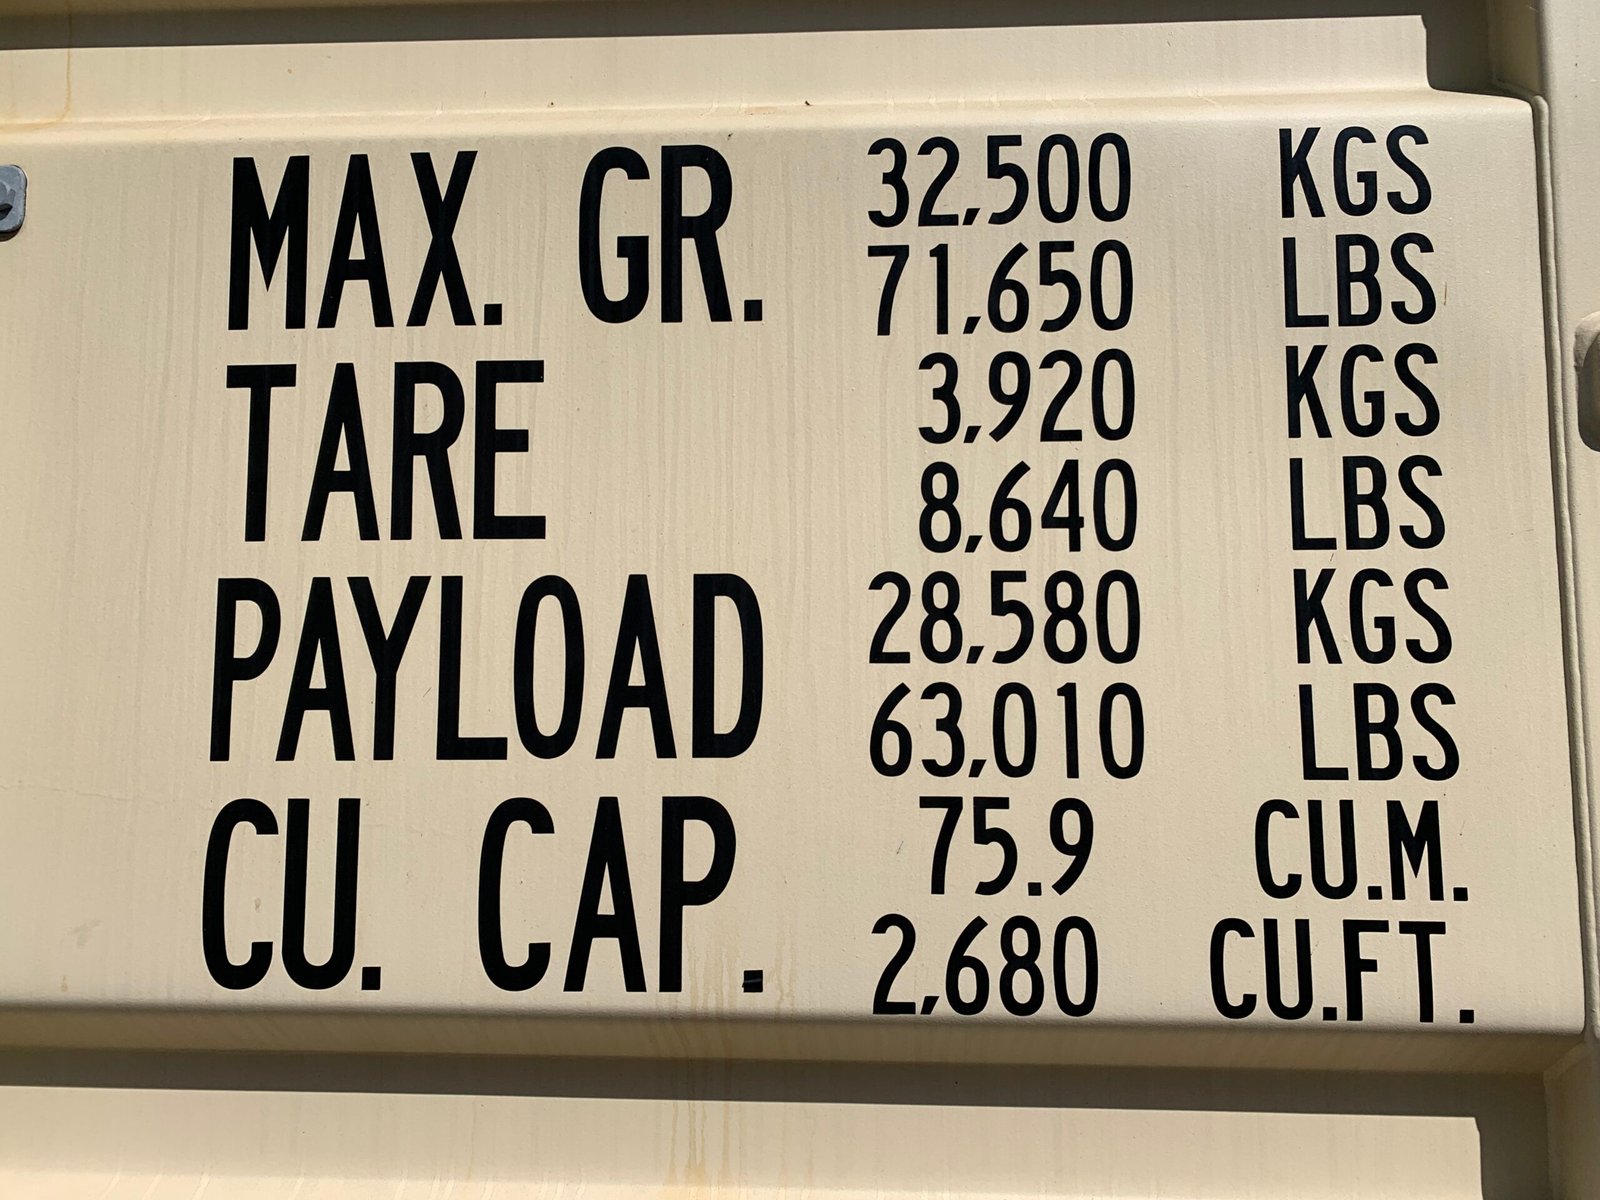 MAX. GR. 32,500 KGS
71,650 LBS
TARE 3,920 KGS
8,640 LBS
PAYLOAD 28,580 KGS
63,010 LBS
CU. CAP. 75.9 CU.M.
2,680 CU.FT.